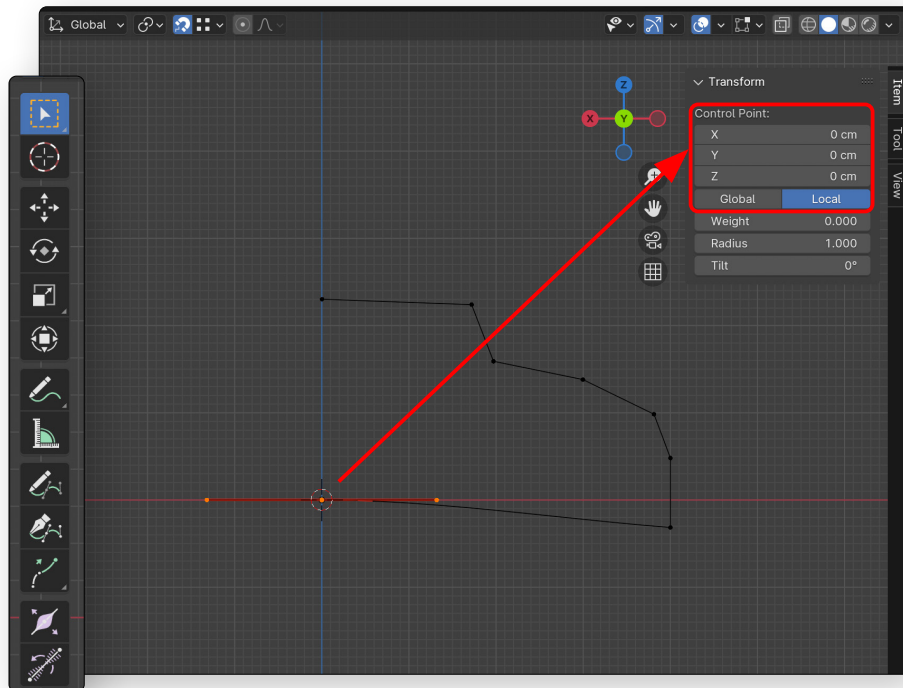 Global
Z
X
Y
Transform
Control Point:
X 0 cm
Y 0 cm
Z 0 cm
Global Local
Weight 0.000
Radius 1.000
Tilt 0°
Item
Tool
View